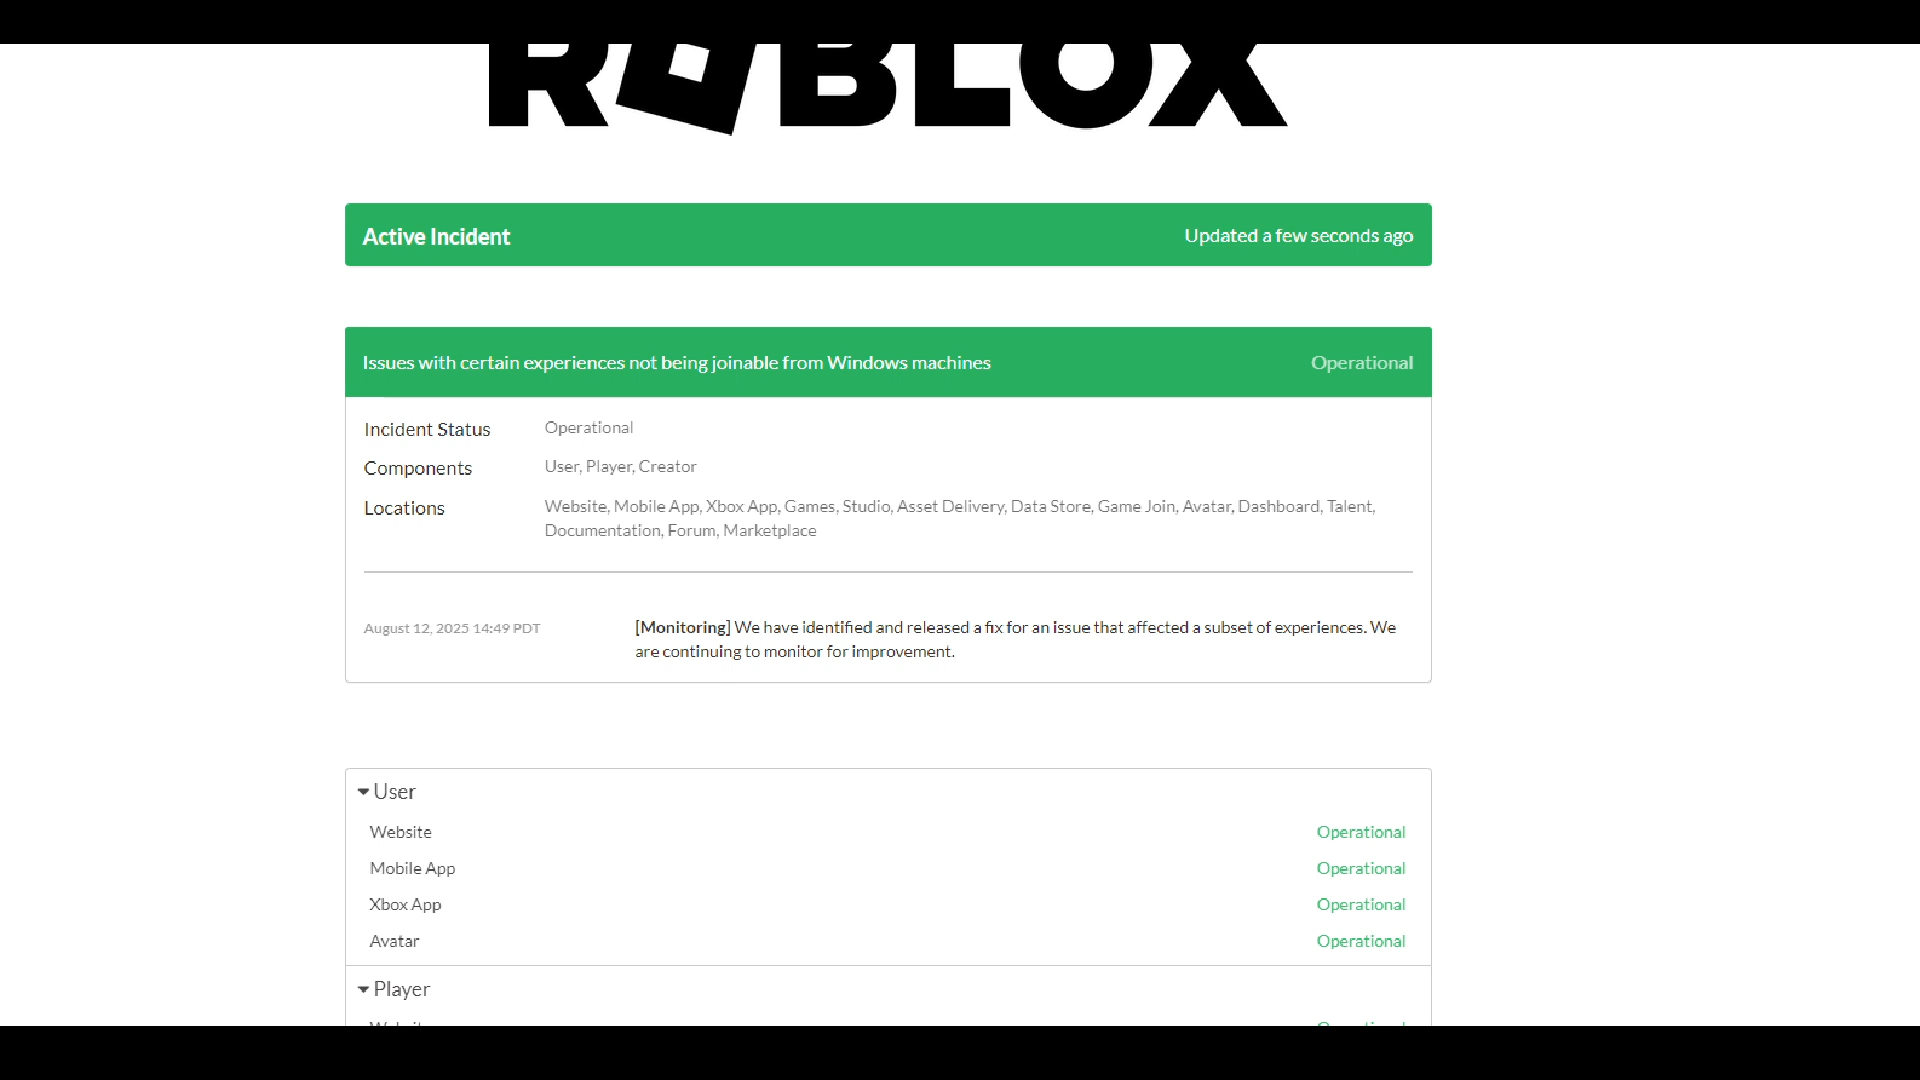 ROBLOX
Active Incident
Updated a few seconds ago
Issues with certain experiences not being joinable from Windows machines
Operational
Incident Status
Operational
Components
User, Player, Creator
Locations
Website, Mobile App, Xbox App, Games, Studio, Asset Delivery, Data Store, Game Join, Avatar, Dashboard, Talent,
Documentation, Forum, Marketplace
August 12, 2025 14:49 PDT
[Monitoring] We have identified and released a fix for an issue that affected a subset of experiences. We
are continuing to monitor for improvement.
User
Website
Operational
Mobile App
Operational
Xbox App
Operational
Avatar
Operational
Player